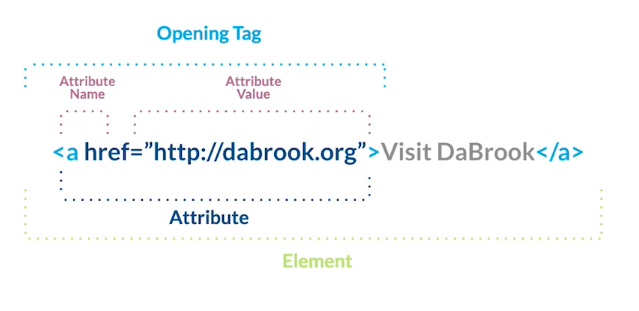 Opening Tag
Attribute Name
Attribute Value
<a href=”http://dabrook.org”>Visit DaBrook</a>
Attribute
Element